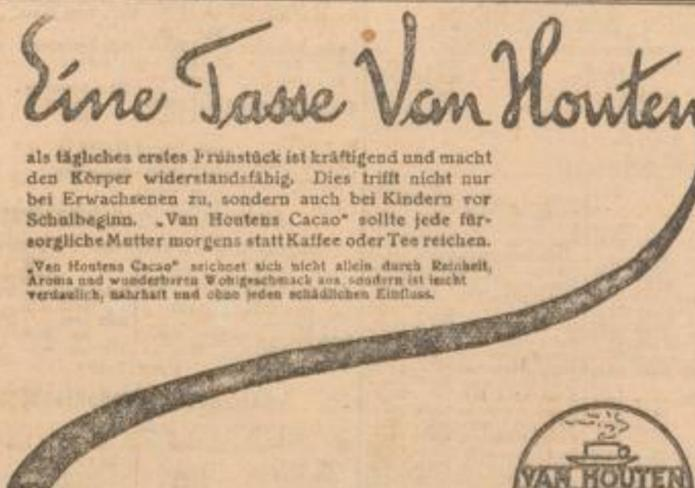 Eine Tasse Van Houten
als tägliches erstes Frühstück ist kräftigend und macht
den Körper widerstandsfähig. Dies trifft nicht nur
bei Erwachsenen zu, sondern auch bei Kindern vor
Schulbeginn. „Van Houtens Cacao“ sollte jede für-
sorgliche Mutter morgens statt Kaffee oder Tee reichen.
„Van Houtens Cacao“ zeichnet sich nicht allein durch Reinheit,
Aroma und wunderbaren Wohlgeschmack aus, sondern ist leicht
verdaulich, nahrhaft und ohne jeden schädlichen Einfluss.
VAN HOUTEN